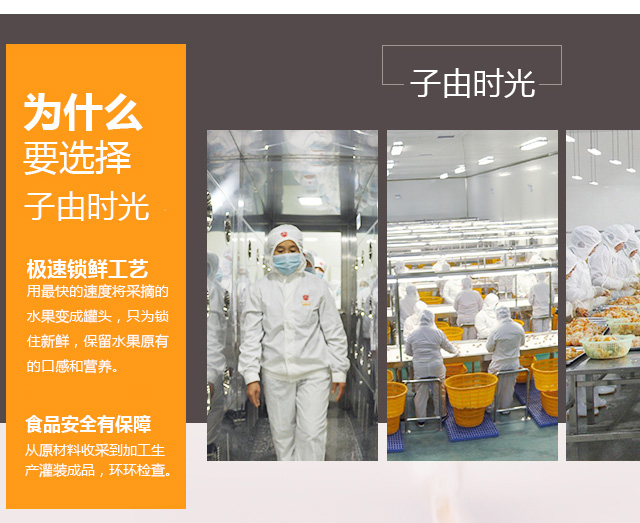 子由时光
为什么
要选择
子由时光
极速锁鲜工艺
用最快的速度将采摘的
水果变成罐头，只为锁
住新鲜，保留水果原有
的口感和营养。
食品安全有保障
从原材料收采到加工生
产灌装成品，环环检查。